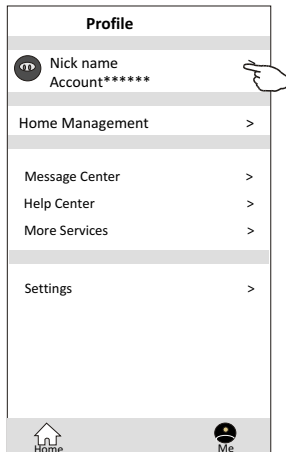 Profile
Nick name
Account******
Home Management >
Message Center >
Help Center >
More Services >
Settings >
Home
Me